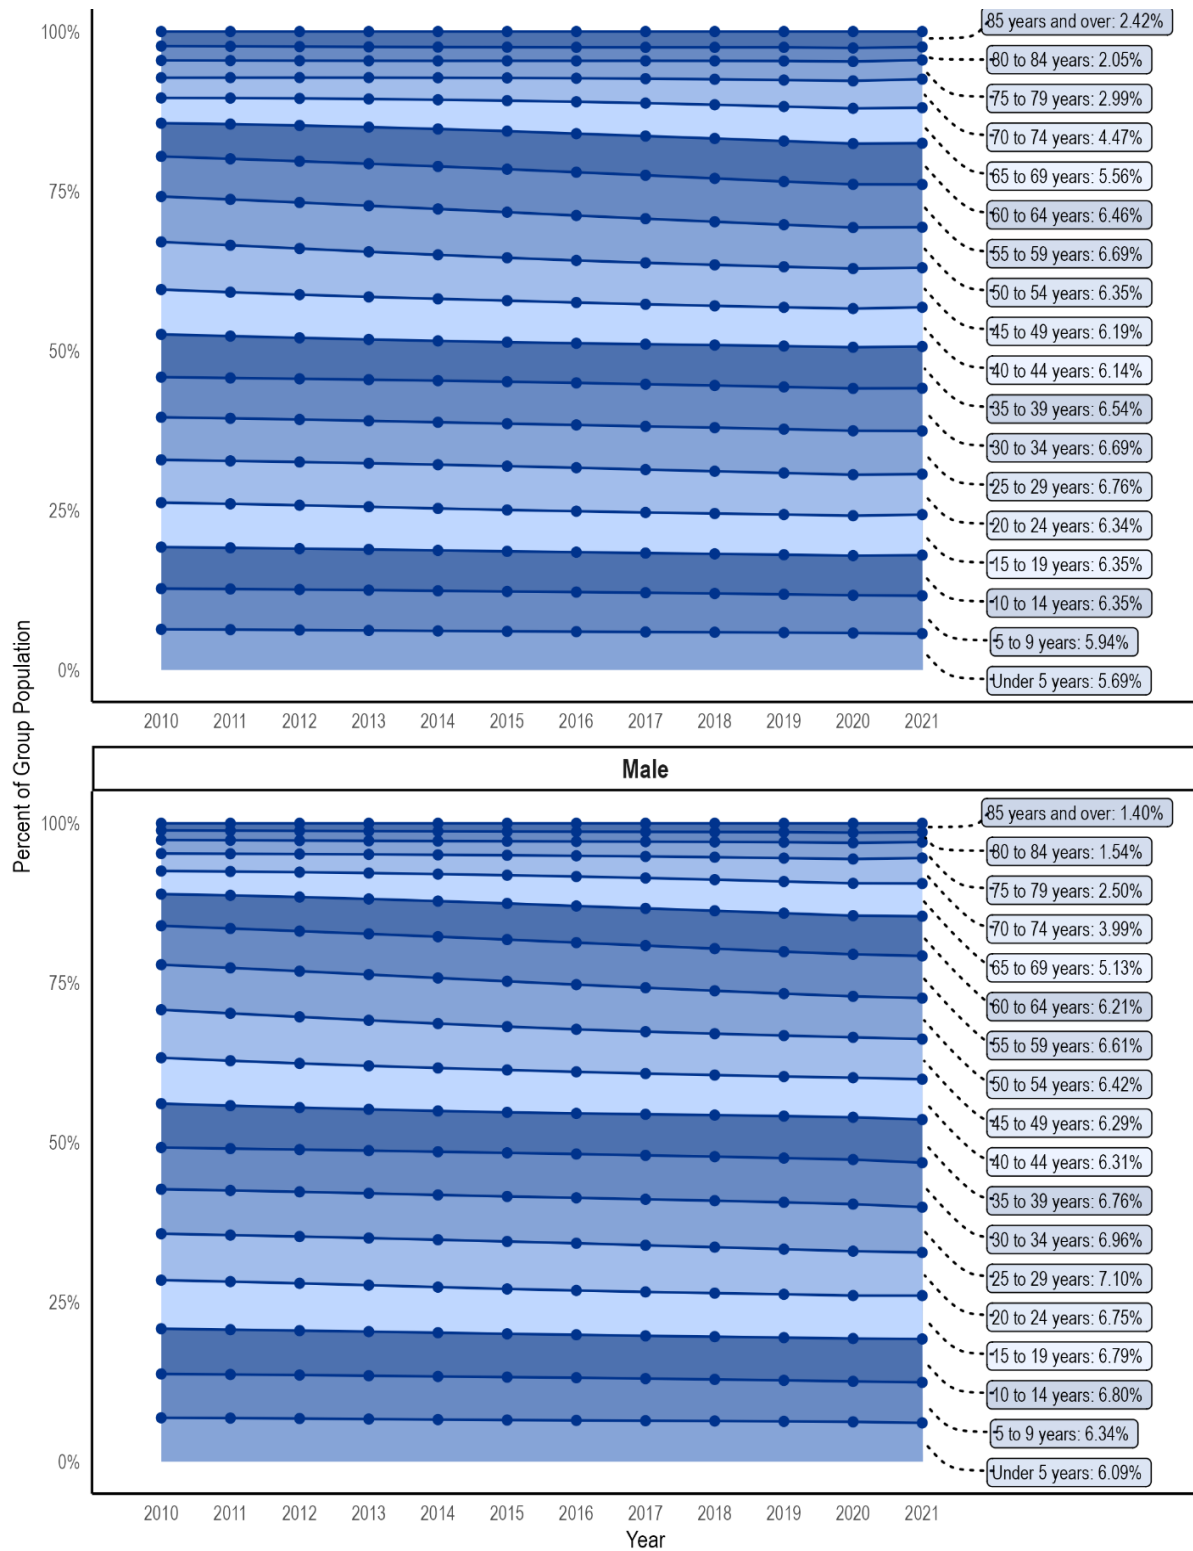 85 years and over: 2.42%
100%
80 to 84 years: 2.05%
75 to 79 years: 2.99%
70 to 74 years: 4.47%
65 to 69 years: 5.56%
75%
60 to 64 years: 6.46%
55 to 59 years: 6.69%
50 to 54 years: 6.35%
45 to 49 years: 6.19%
50%
40 to 44 years: 6.14%
35 to 39 years: 6.54%
30 to 34 years: 6.69%
25 to 29 years: 6.76%
25%
20 to 24 years: 6.34%
15 to 19 years: 6.35%
10 to 14 years: 6.35%
5 to 9 years: 5.94%
0%
Under 5 years: 5.69%
2010 2011 2012 2013 2014 2015 2016 2017 2018 2019 2020 2021
Percent of Group Population
Male
85 years and over: 1.40%
100%
80 to 84 years: 1.54%
75 to 79 years: 2.50%
70 to 74 years: 3.99%
65 to 69 years: 5.13%
75%
60 to 64 years: 6.21%
55 to 59 years: 6.61%
50 to 54 years: 6.42%
45 to 49 years: 6.29%
50%
40 to 44 years: 6.31%
35 to 39 years: 6.76%
30 to 34 years: 6.96%
25 to 29 years: 7.10%
25%
20 to 24 years: 6.75%
15 to 19 years: 6.79%
10 to 14 years: 6.80%
5 to 9 years: 6.34%
0%
Under 5 years: 6.09%
2010 2011 2012 2013 2014 2015 2016 2017 2018 2019 2020 2021
Year